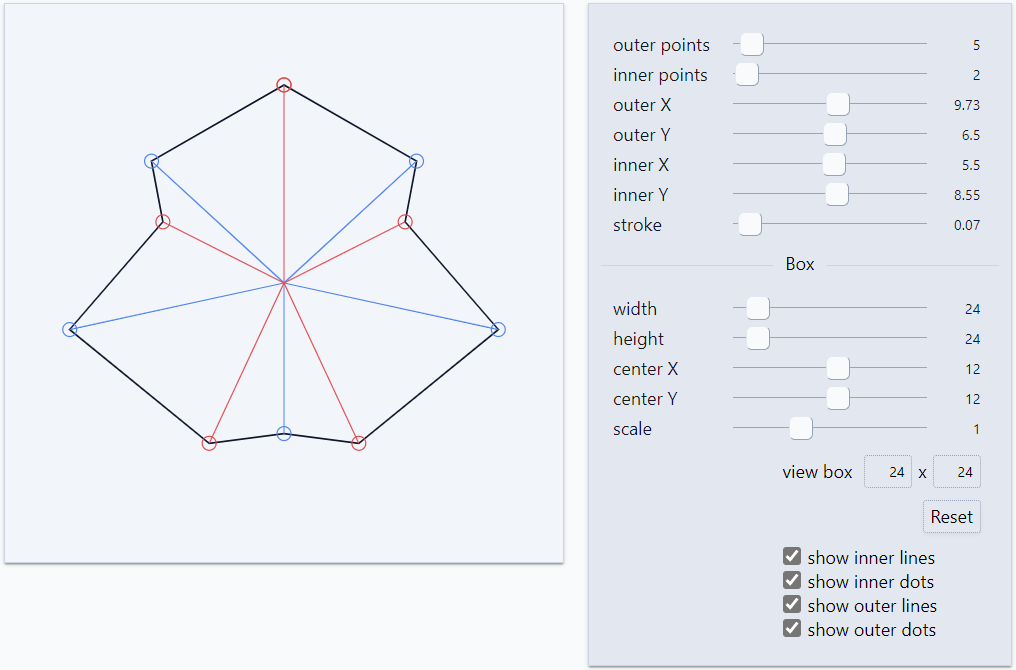 outer points 5
inner points 2
outer X 9.73
outer Y 6.5
inner X 5.5
inner Y 8.55
stroke 0.07
Box
width 24
height 24
center X 12
center Y 12
scale 1
view box 24 x 24
Reset
show inner lines
show inner dots
show outer lines
show outer dots